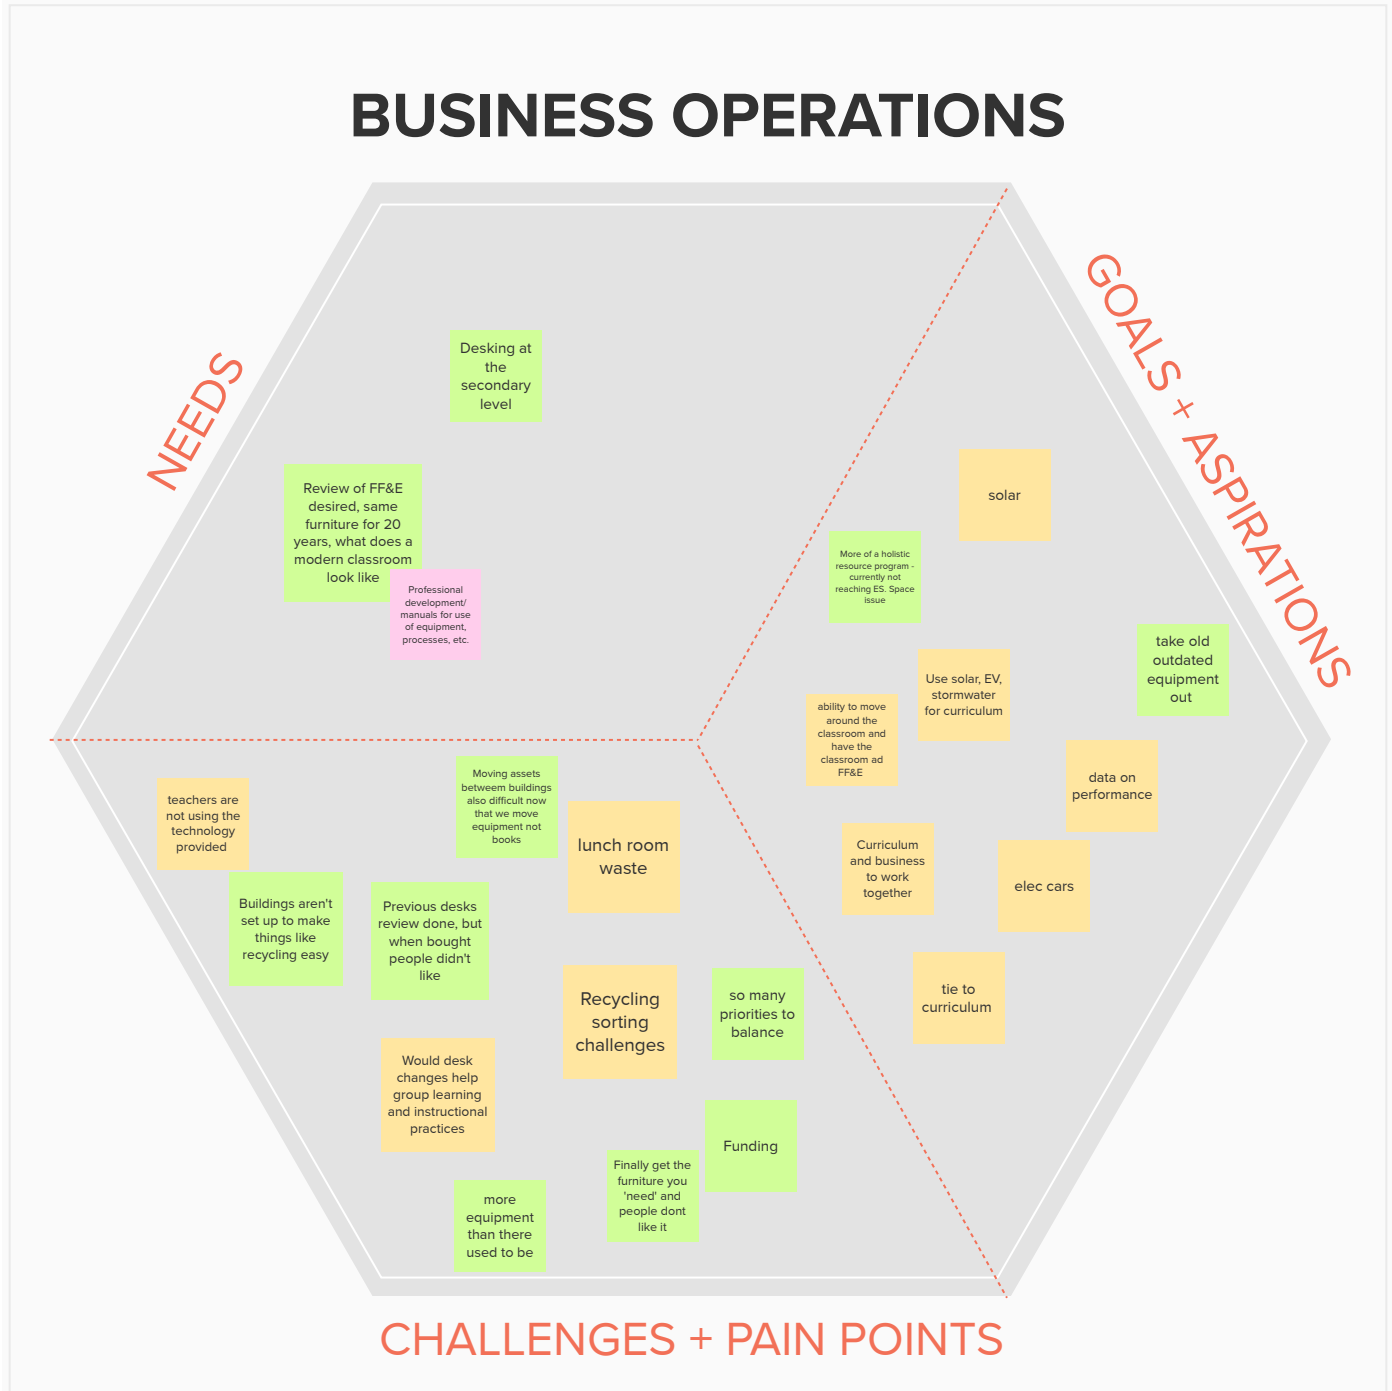 BUSINESS OPERATIONS
NEEDS
Desking at
the
secondary
level
Review of FF&E
desired, same
furniture for 20
years, what does a
modern classroom
look like
Professional
development/
manuals for use
of equipment,
processes, etc.
GOALS + ASPIRATIONS
solar
More of a holistic
resource program -
currently not
reaching ES. Space
issue
take old
outdated
equipment
out
Use solar, EV,
stormwater
for curriculum
ability to move
around the
classroom and
have the
classroom ad
FF&E
data on
performance
Curriculum
and business
to work
together
elec cars
tie to
curriculum
teachers are
not using the
technology
provided
Moving assets
betweem buildings
also difficult now
that we move
equipment not
books
lunch room
waste
Buildings aren't
set up to make
things like
recycling easy
Previous desks
review done, but
when bought
people didn't
like
Recycling
sorting
challenges
so many
priorities to
balance
Would desk
changes help
group learning
and instructional
practices
Funding
Finally get the
furniture you
'need' and
people dont
like it
more
equipment
than there
used to be
CHALLENGES + PAIN POINTS